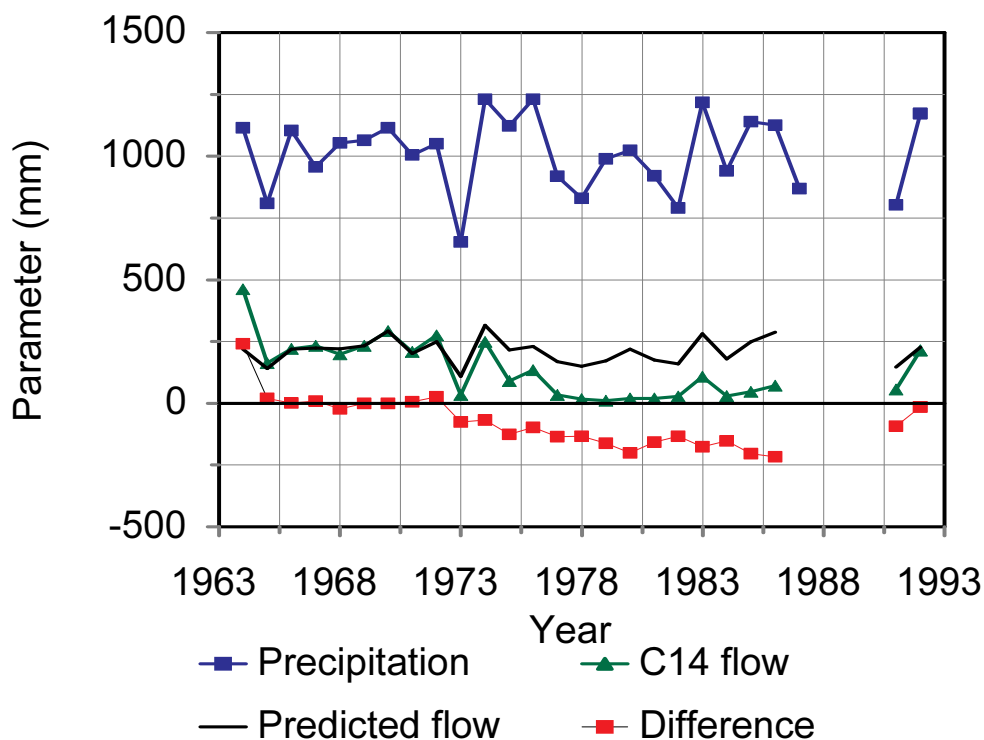 1500
1000
500
0
-500
Parameter (mm)
1963 1968 1973 1978 1983 1988 1993
Year
Precipitation C14 flow
Predicted flow Difference